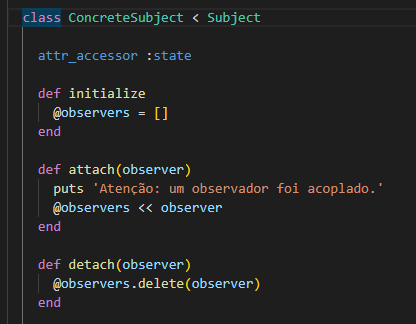 class ConcreteSubject < Subject
attr_accessor :state
def initialize
@observers = []
end
def attach(observer)
puts 'Atenção: um observador foi acoplado.'
@observers << observer
end
def detach(observer)
@observers.delete(observer)
end